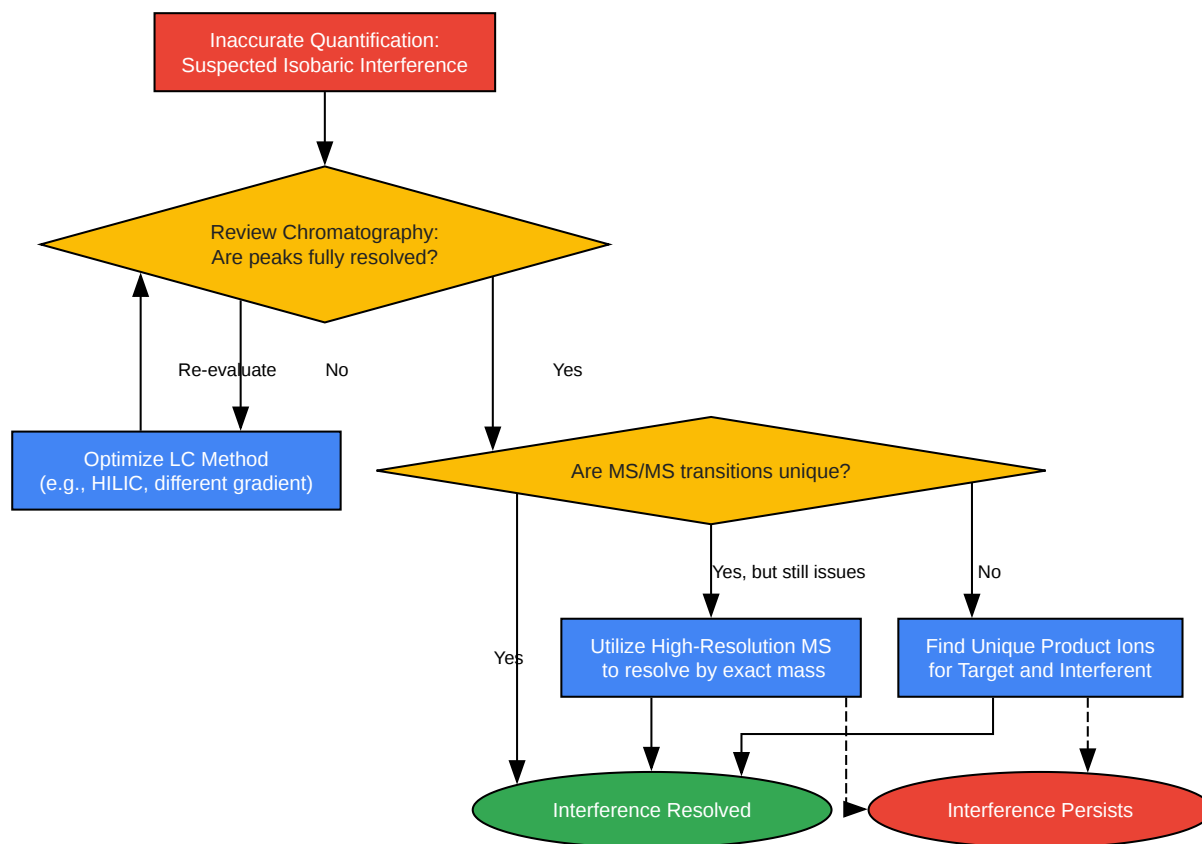 Inaccurate Quantification:
Suspected Isobaric Interference
Review Chromatography:
Are peaks fully resolved?
Re-evaluate
No
Yes
Optimize LC Method
(e.g., HILIC, different gradient)
Are MS/MS transitions unique?
Yes, but still issues
No
Yes
Utilize High-Resolution MS
to resolve by exact mass
Find Unique Product Ions
for Target and Interferent
Interference Resolved
Interference Persists